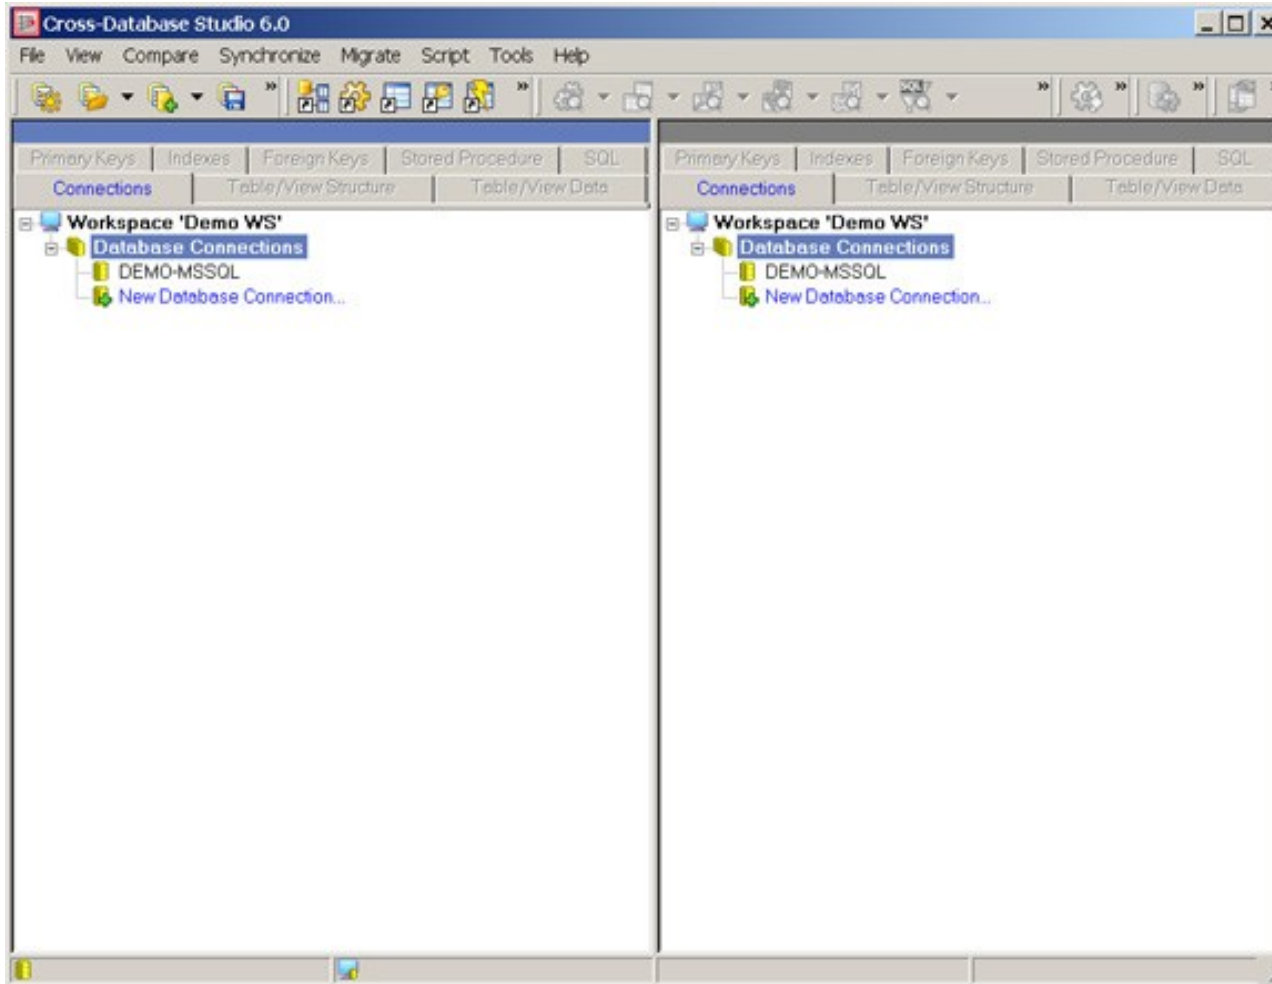 Cross-Database Studio 6.0
File View Compare Synchronize Migrate Script Tools Help
Primary Keys Indexes Foreign Keys Stored Procedure SQL
Connections Table/View Structure Table/View Data
Workspace 'Demo WS'
Database Connections
DEMO-MSSQL
New Database Connection...
Primary Keys Indexes Foreign Keys Stored Procedure SQL
Connections Table/View Structure Table/View Data
Workspace 'Demo WS'
Database Connections
DEMO-MSSQL
New Database Connection...